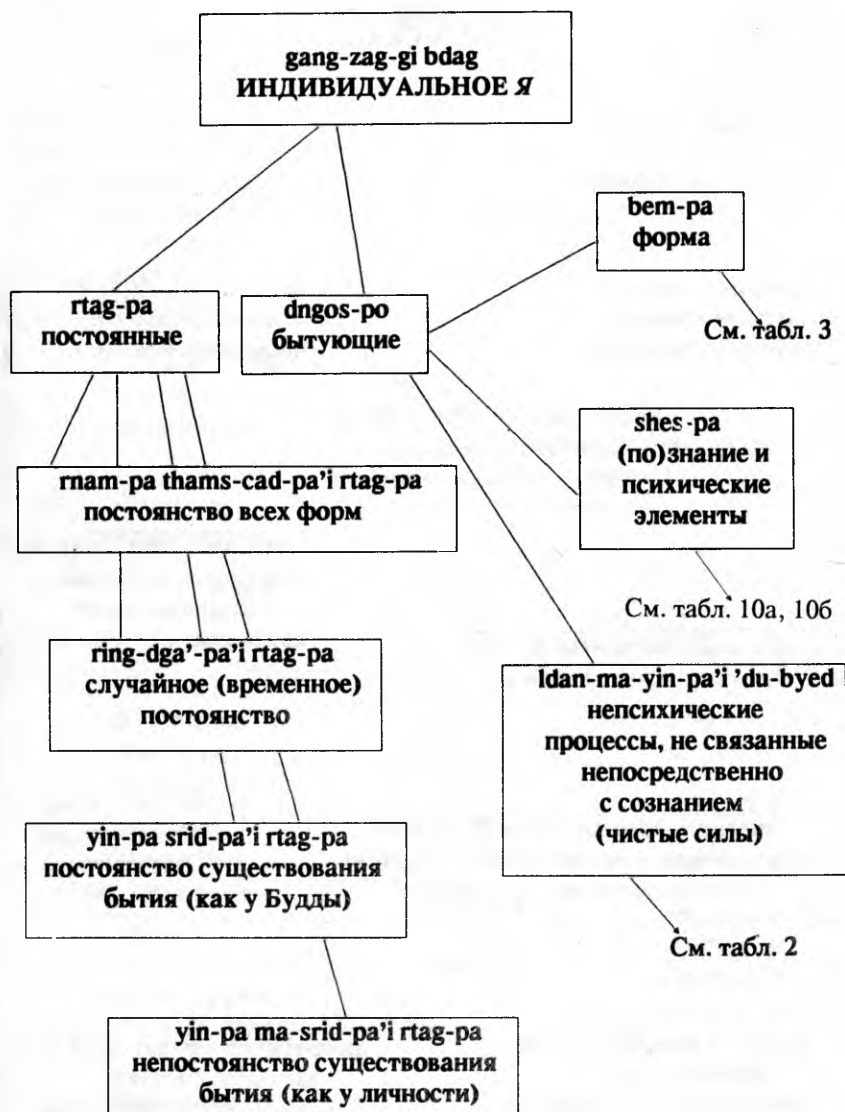 gang-zag-gi bdag
ИНДИВИДУАЛЬНОЕ Я
bem-pa
форма
См. табл. 3
rtag-pa
постоянные
dngos-po
бытующие
shes-pa
(по)знание и
психические
элементы
См. табл. 10а, 10б
rnam-pa thams-cad-pa'i rtag-pa
постоянство всех форм
ring-dga'-pa'i rtag-pa
случайное (временное)
постоянство
ldan-ma-yin-pa'i 'du-byed
непсихические
процессы, не связанные
непосредственно
с сознанием
(чистые силы)
См. табл. 2
yin-pa srid-pa'i rtag-pa
постоянство существования
бытия (как у Будды)
yin-pa ma-srid-pa'i rtag-pa
непостоянство существования
бытия (как у личности)